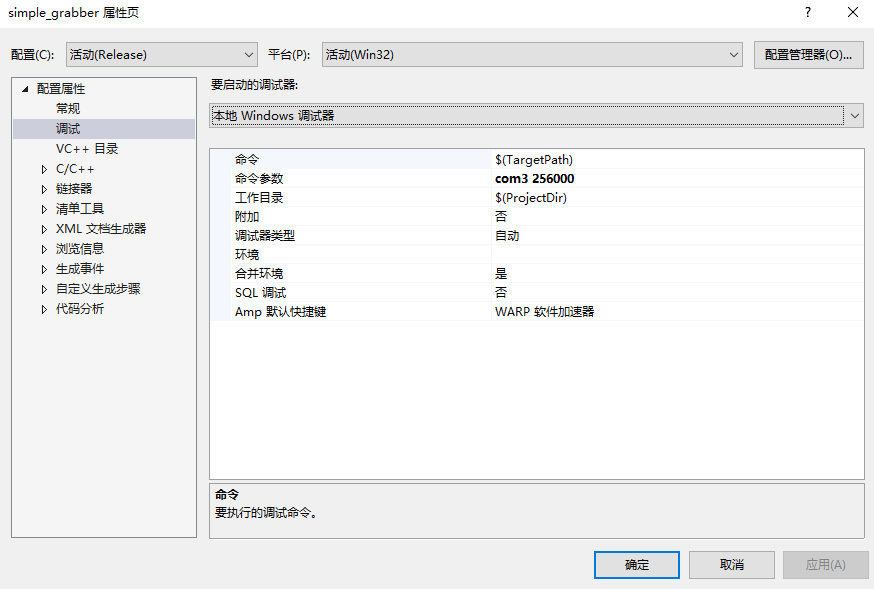 simple_grabber 属性页
配置(C): 活动(Release) 平台(P): 活动(Win32) 配置管理器(O)...
配置属性
常规
调试
VC++ 目录
C/C++
链接器
清单工具
XML 文档生成器
浏览信息
生成事件
自定义生成步骤
代码分析
要启动的调试器:
本地 Windows 调试器
命令 $(TargetPath)
命令参数 com3 256000
工作目录 $(ProjectDir)
附加 否
调试器类型 自动
环境
合并环境 是
SQL 调试 否
Amp 默认快捷键 WARP 软件加速器
命令
要执行的调试命令。
确定 取消 应用(A)